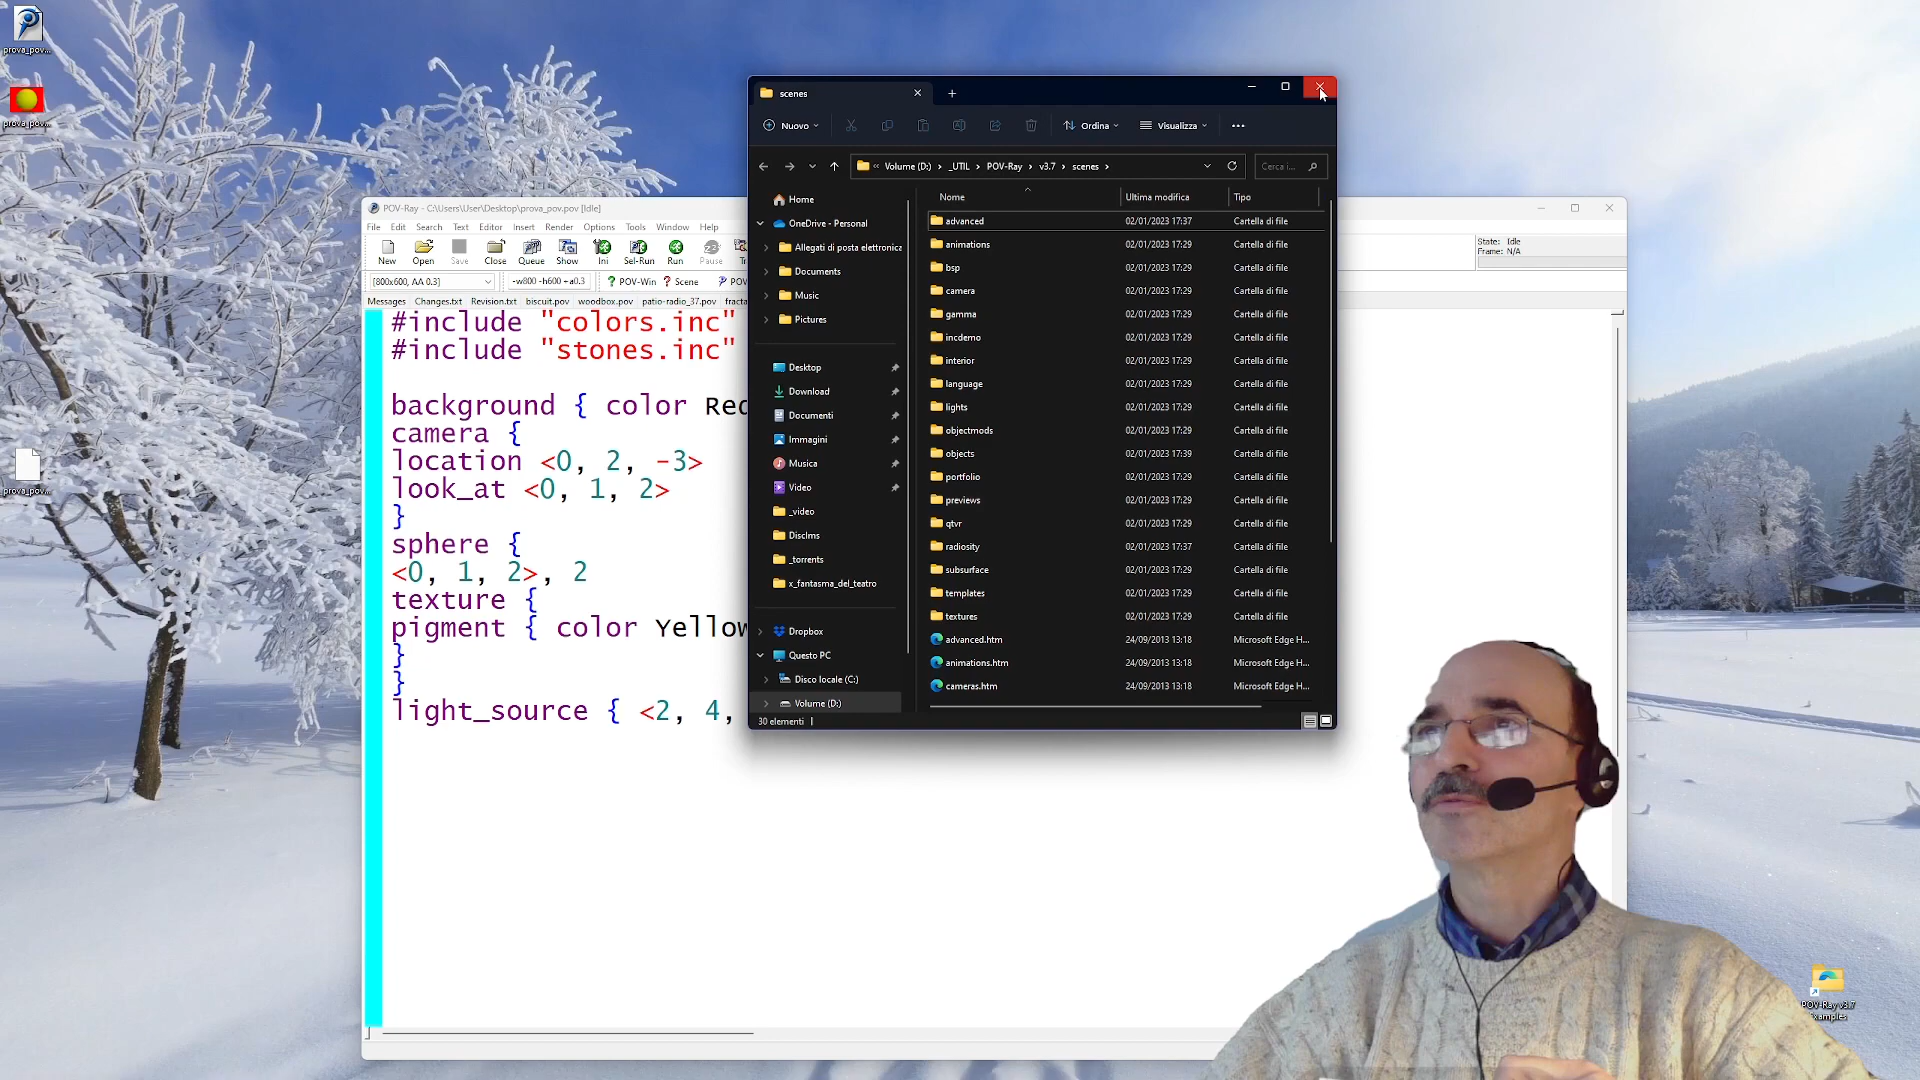 prova_pov...
prova_pov...
prova_pov...
POV-Ray v3.7
Examples
POV-Ray - C:\Users\User\Desktop\prova_pov.pov [Idle]
File Edit Search Text Editor Insert Render Options Tools Window Help
New Open Save Close Queue Show Ini Sel-Run Run Pause
State: Idle
Frame: N/A
[800x600, AA 0.3] -w800 -h600 +a0.3 POV-Win Scene
Messages Changes.txt Revision.txt biscuit.pov woodbox.pov patio-radio_37.pov
#include "colors.inc"
#include "stones.inc"
background { color Red
camera {
location <0, 2, -3>
look_at <0, 1, 2>
}
sphere {
<0, 1, 2>, 2
texture {
pigment { color Yellow
}
}
light_source { <2, 4,
scenes
Nuovo Ordina Visualizza
« Volume (D:) › _UTIL › POV-Ray › v3.7 › scenes ›
Cerca i...
Home
OneDrive - Personal
Allegati di posta elettronica
Documents
Music
Pictures
Desktop
Download
Documenti
Immagini
Musica
Video
_video
Disclms
_torrents
x_fantasma_del_teatro
Dropbox
Questo PC
Disco locale (C:)
Volume (D:)
Nome Ultima modifica Tipo
advanced 02/01/2023 17:37 Cartella di file
animations 02/01/2023 17:29 Cartella di file
bsp 02/01/2023 17:29 Cartella di file
camera 02/01/2023 17:29 Cartella di file
gamma 02/01/2023 17:29 Cartella di file
incdemo 02/01/2023 17:29 Cartella di file
interior 02/01/2023 17:29 Cartella di file
language 02/01/2023 17:29 Cartella di file
lights 02/01/2023 17:29 Cartella di file
objectmods 02/01/2023 17:29 Cartella di file
objects 02/01/2023 17:39 Cartella di file
portfolio 02/01/2023 17:29 Cartella di file
previews 02/01/2023 17:29 Cartella di file
qtvr 02/01/2023 17:29 Cartella di file
radiosity 02/01/2023 17:37 Cartella di file
subsurface 02/01/2023 17:29 Cartella di file
templates 02/01/2023 17:29 Cartella di file
textures 02/01/2023 17:29 Cartella di file
advanced.htm 24/09/2013 13:18 Microsoft Edge H...
animations.htm 24/09/2013 13:18 Microsoft Edge H...
cameras.htm 24/09/2013 13:18 Microsoft Edge H...
30 elementi